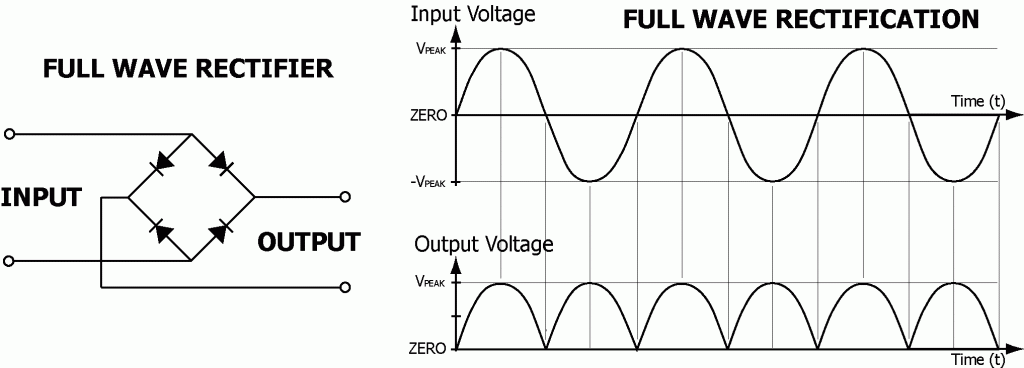 FULL WAVE RECTIFIER
INPUT
OUTPUT
Input Voltage
FULL WAVE RECTIFICATION
VPEAK
ZERO
Time (t)
-VPEAK
Output Voltage
VPEAK
ZERO
Time (t)